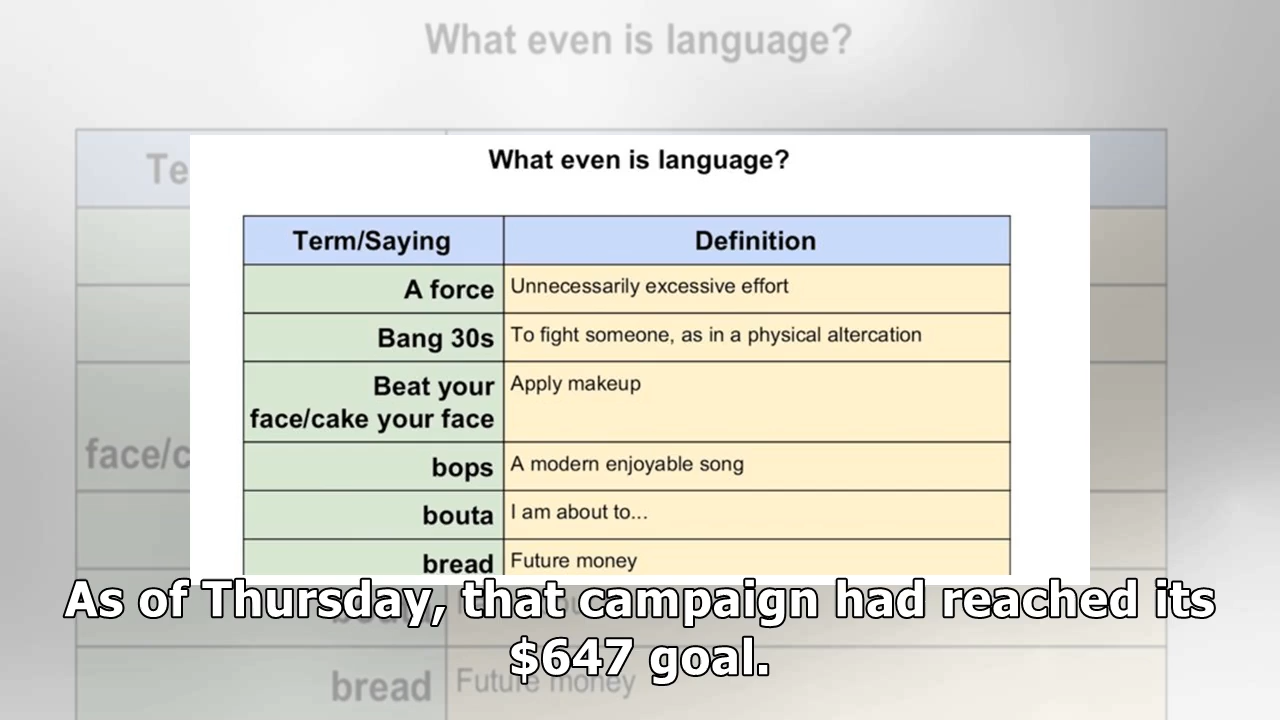 What even is language?
Te
What even is language?
Term/Saying Definition
A force Unnecessarily excessive effort
Bang 30s To fight someone, as in a physical altercation
Beat your Apply makeup
face/cake your face
face/c
bops A modern enjoyable song
bouta I am about to...
bread Future money
As of Thursday, that campaign had reached its
$647 goal.
bread Future money